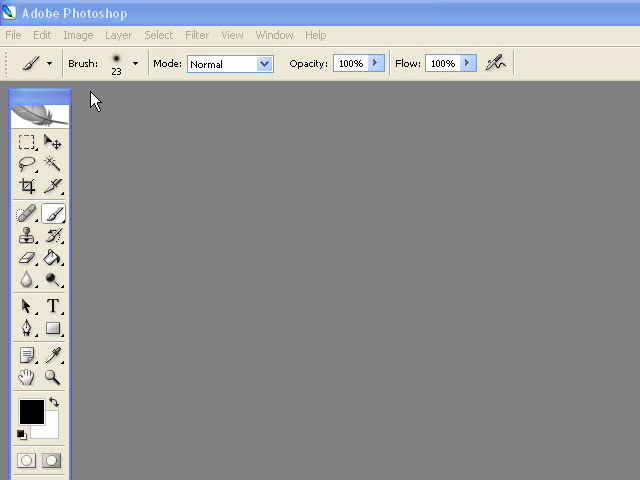 Adobe Photoshop
File Edit Image Layer Select Filter View Window Help
Brush: 23 Mode: Normal Opacity: 100% Flow: 100%
T